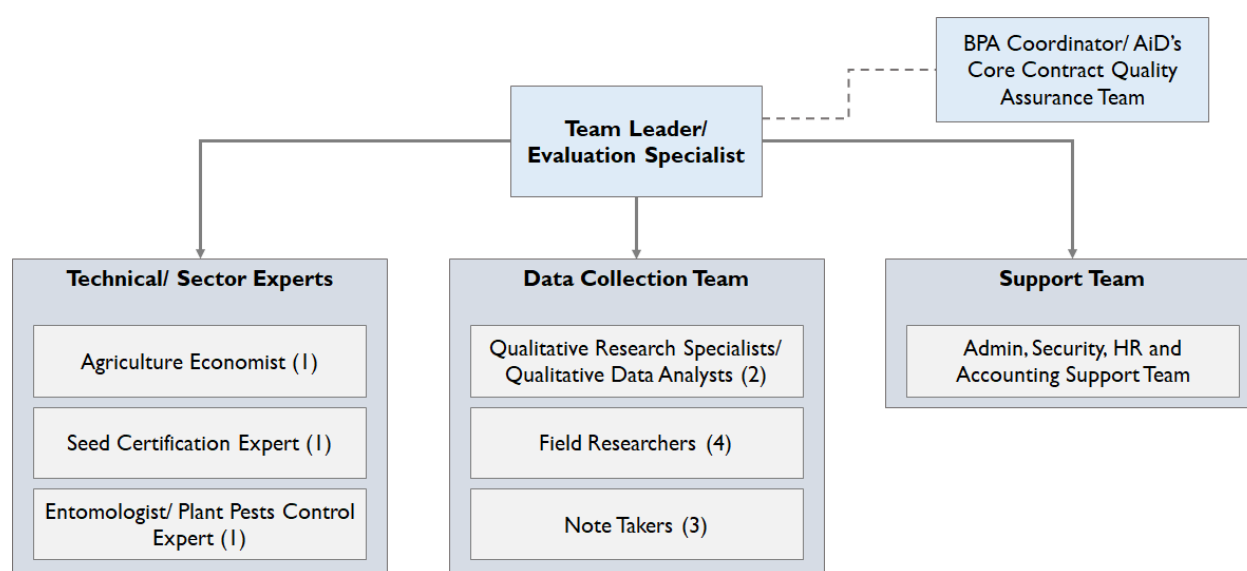 BPA Coordinator/ AiD's
Core Contract Quality
Assurance Team
Team Leader/
Evaluation Specialist
Technical/ Sector Experts
Agriculture Economist (1)
Seed Certification Expert (1)
Entomologist/ Plant Pests Control
Expert (1)
Data Collection Team
Qualitative Research Specialists/
Qualitative Data Analysts (2)
Field Researchers (4)
Note Takers (3)
Support Team
Admin, Security, HR and
Accounting Support Team